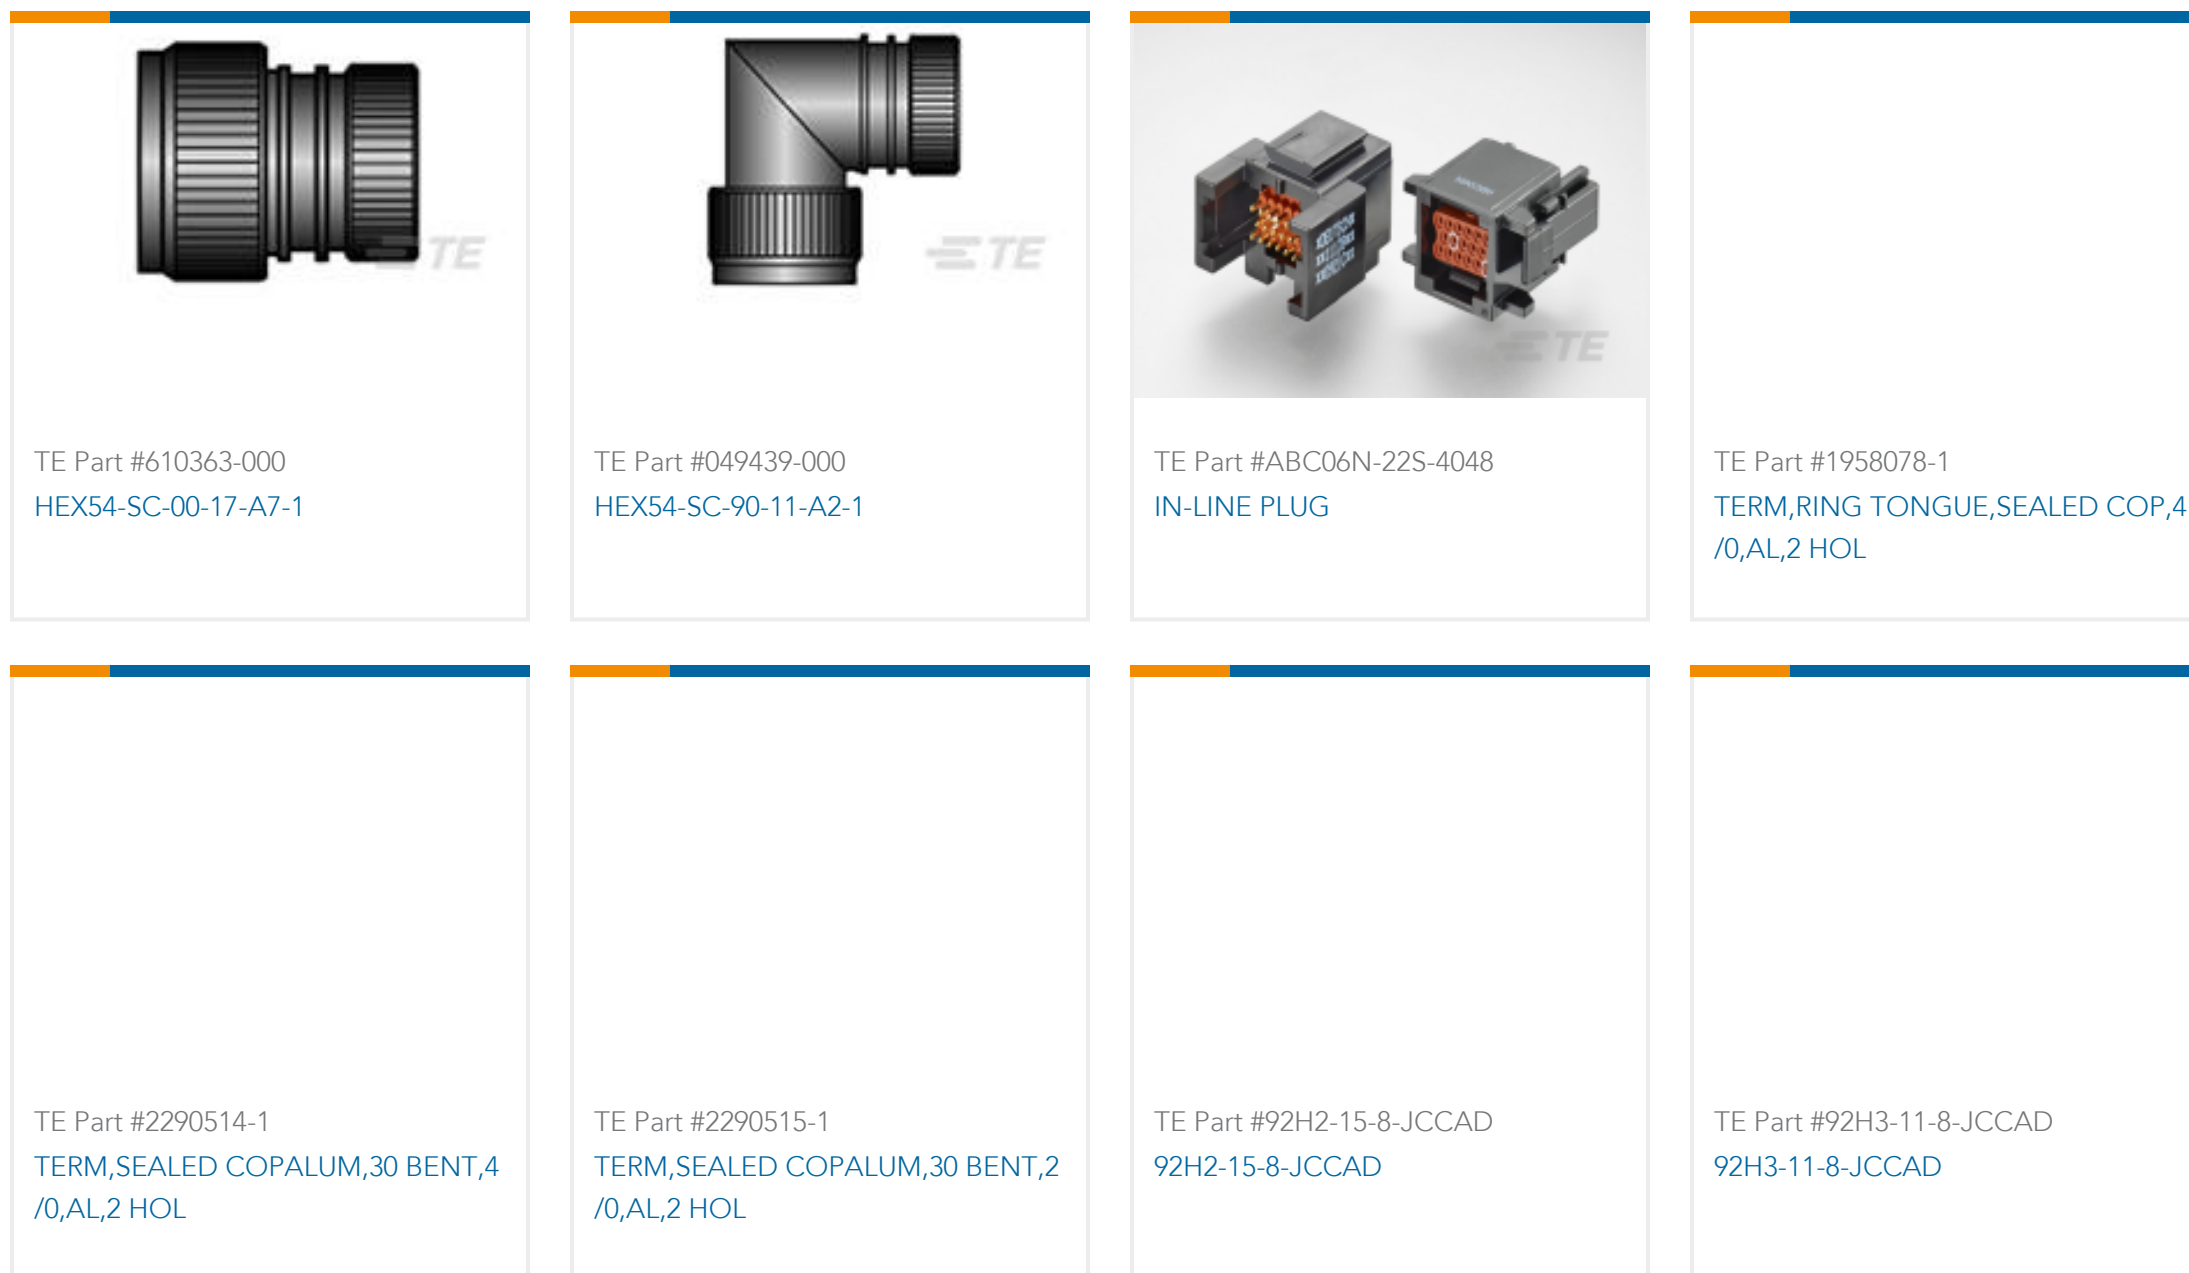 TE
TE
TE
TE Part #610363-000
HEX54-SC-00-17-A7-1
TE Part #049439-000
HEX54-SC-90-11-A2-1
TE Part #ABC06N-22S-4048
IN-LINE PLUG
TE Part #1958078-1
TERM,RING TONGUE,SEALED COP,4
/0,AL,2 HOL
TE Part #2290514-1
TERM,SEALED COPALUM,30 BENT,4
/0,AL,2 HOL
TE Part #2290515-1
TERM,SEALED COPALUM,30 BENT,2
/0,AL,2 HOL
TE Part #92H2-15-8-JCCAD
92H2-15-8-JCCAD
TE Part #92H3-11-8-JCCAD
92H3-11-8-JCCAD